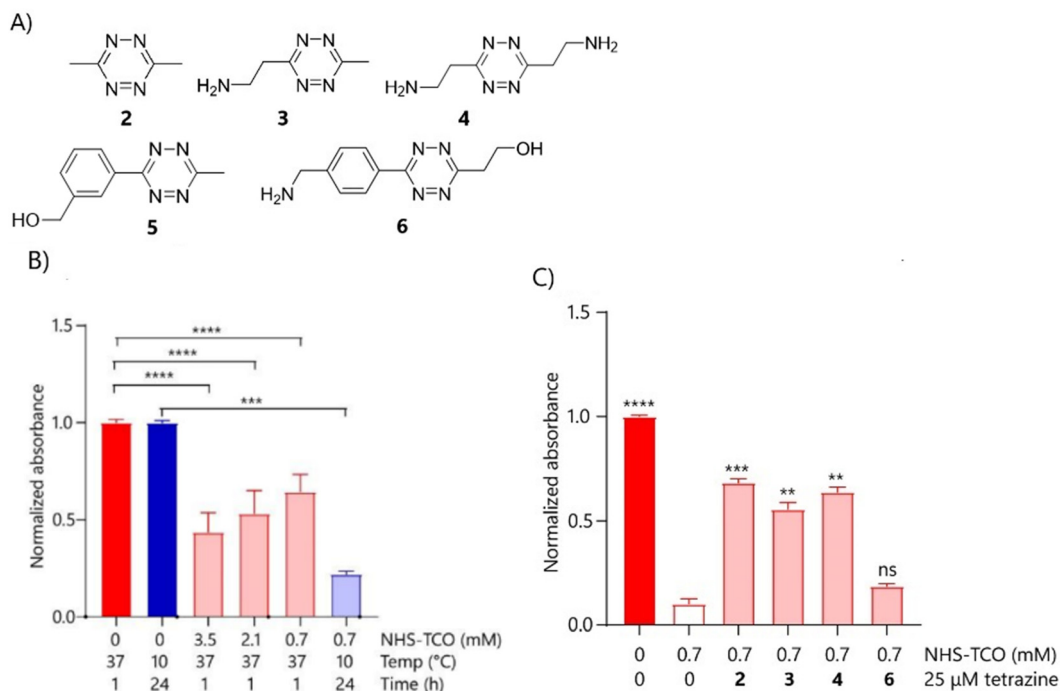 A)
N N
N=N
2
N N
H₂N
N=N
3
N N
NH₂
H₂N
N=N
4
N N
N=N
HO
5
N N
OH
H₂N
N=N
6
B)
C)
1.5
****
****
****
***
1.0
0.5
0.0
Normalized absorbance
0 0 3.5 2.1 0.7 0.7 NHS-TCO (mM)
37 10 37 37 37 10 Temp (°C)
1 24 1 1 1 24 Time (h)
1.5
1.0
0.5
0.0
Normalized absorbance
****
***
**
**
ns
0 0.7 0.7 0.7 0.7 0.7 NHS-TCO (mM)
0 0 2 3 4 6 25 μM tetrazine